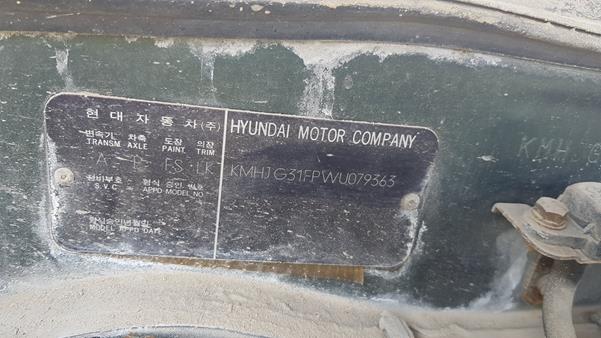 현대자동차(주)
변속기 차축 도장 의장
TRANSM AXLE PAINT TRIM
A - P FS LK
정비부호 - 형식 승인 번호
S.V.C. APPD MODEL NO
형식승인년월일
MODEL APPD DATE
HYUNDAI MOTOR COMPANY
KMHJG31FPWU079363
KMH